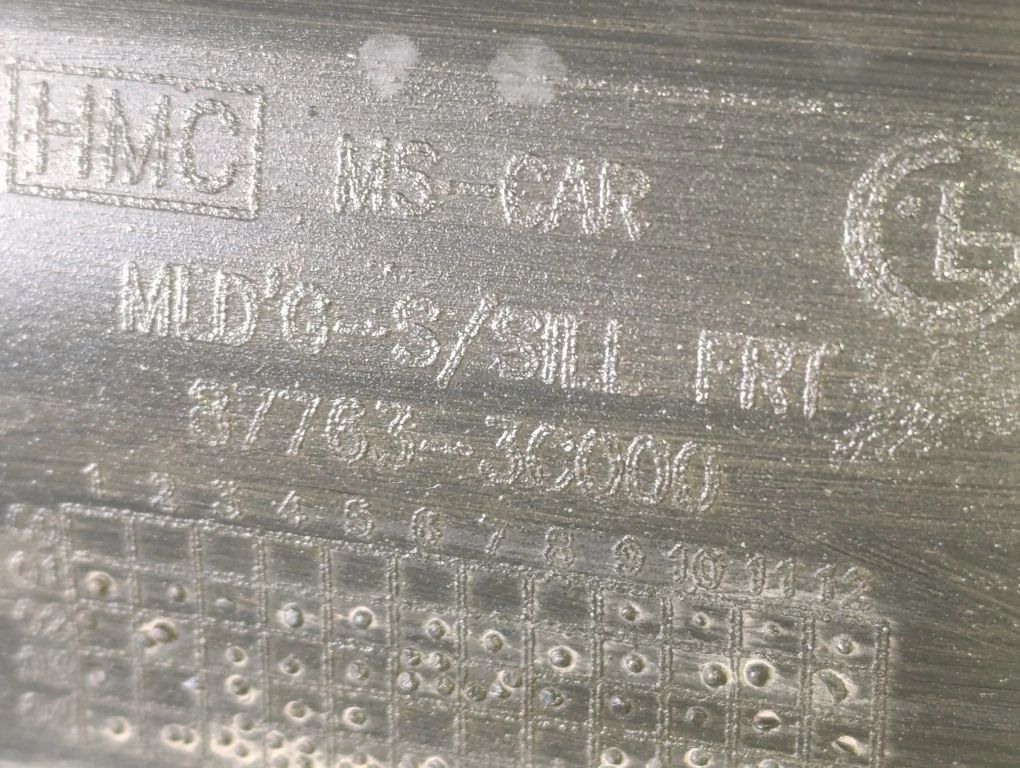 HMC MS-CAR L
MLD'G-S/SILL FRT
87763-3C000
1 2 3 4 5 6 7 8 9 10 11 12